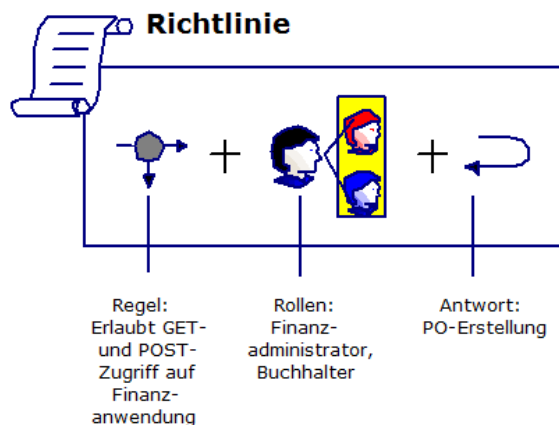 Richtlinie
Regel:
Erlaubt GET-
und POST-
Zugriff auf
Finanz-
anwendung
Rollen:
Finanz-
administrator,
Buchhalter
Antwort:
PO-Erstellung